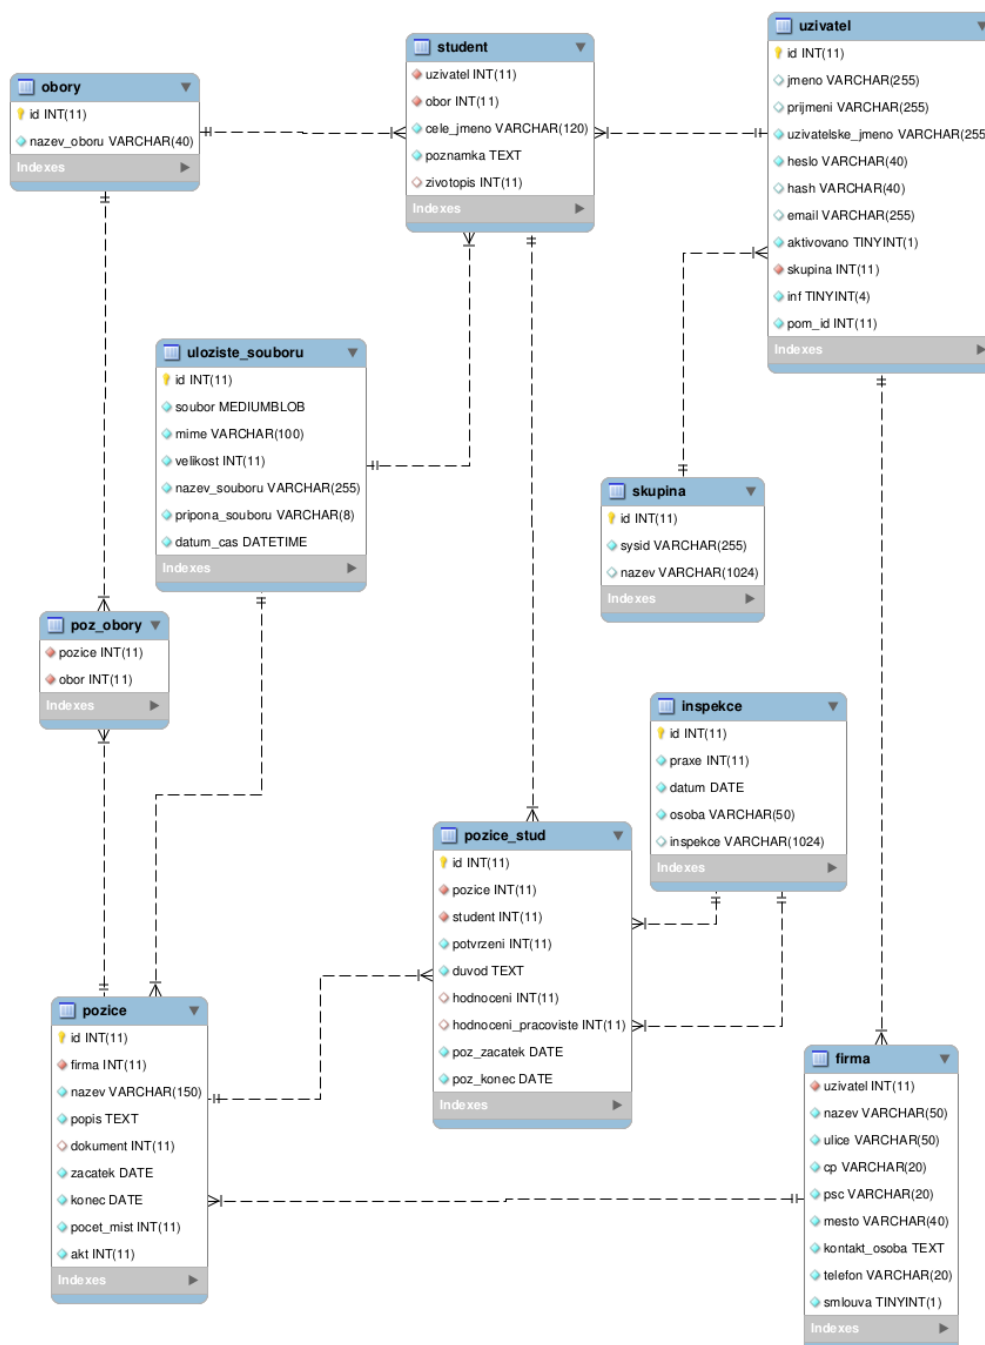 obory
id INT(11)
nazev_oboru VARCHAR(40)
Indexes
student
uzivatel INT(11)
obor INT(11)
cele_jmeno VARCHAR(120)
poznamka TEXT
zivotopis INT(11)
Indexes
uzivatel
id INT(11)
jmeno VARCHAR(255)
prijmeni VARCHAR(255)
uzivatelske_jmeno VARCHAR(255
heslo VARCHAR(40)
hash VARCHAR(40)
email VARCHAR(255)
aktivovano TINYINT(1)
skupina INT(11)
inf TINYINT(4)
pom_id INT(11)
Indexes
uloziste_souboru
id INT(11)
soubor MEDIUMBLOB
mime VARCHAR(100)
velikost INT(11)
nazev_souboru VARCHAR(255)
pripona_souboru VARCHAR(8)
datum_cas DATETIME
Indexes
skupina
id INT(11)
sysid VARCHAR(255)
nazev VARCHAR(1024)
Indexes
poz_obory
pozice INT(11)
obor INT(11)
Indexes
inspekce
id INT(11)
praxe INT(11)
datum DATE
osoba VARCHAR(50)
inspekce VARCHAR(1024)
Indexes
pozice_stud
id INT(11)
pozice INT(11)
student INT(11)
potvrzeni INT(11)
duvod TEXT
hodnoceni INT(11)
hodnoceni_pracoviste INT(11)
poz_zacatek DATE
poz_konec DATE
Indexes
pozice
id INT(11)
firma INT(11)
nazev VARCHAR(150)
popis TEXT
dokument INT(11)
zacatek DATE
konec DATE
pocet_mist INT(11)
akt INT(11)
Indexes
firma
uzivatel INT(11)
nazev VARCHAR(50)
ulice VARCHAR(50)
cp VARCHAR(20)
psc VARCHAR(20)
mesto VARCHAR(40)
kontakt_osoba TEXT
telefon VARCHAR(20)
smlouva TINYINT(1)
Indexes